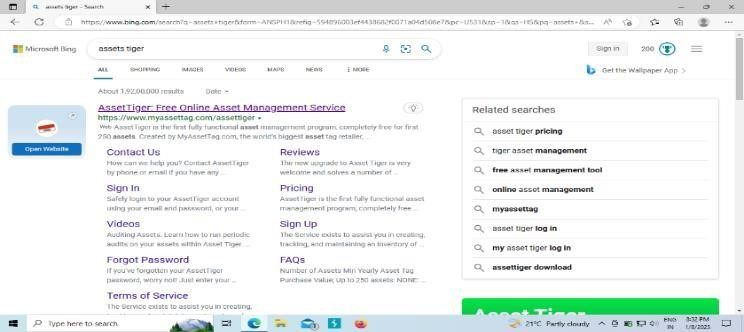 assets tiger - Search
https://www.bing.com/search?q=assets+tiger&form=ANSPH1&refig=594896003ef4438682f0071a04d506e7&pc=U531&sp=1&qs=HS&pq=assets+&s...
Microsoft Bing
assets tiger
Sign in
200
ALL SHOPPING IMAGES VIDEOS MAPS NEWS MORE
Get the Wallpaper App
About 1,92,00,000 results Date
AssetTiger: Free Online Asset Management Service
https://www.myassettag.com/assettiger
Web AssetTiger is the first fully functional asset management program, completely free for first
250 assets. Created by MyAssetTag.com, the world's biggest asset tag retailer, ...
Open Website
Contact Us
How can we help you? Contact AssetTiger
by phone or email if you have any ...
Reviews
The new upgrade to Asset Tiger is very
welcome and solves a number of ...
Sign In
Safely login to your AssetTiger account
using your email and password, or your ...
Pricing
AssetTiger is the first fully functional asset
management program, completely free ...
Videos
Auditing Assets. Learn how to run periodic
audits on your assets within Asset Tiger ...
Sign Up
The Service exists to assist you in creating,
tracking, and maintaining an inventory of ...
Forgot Password
If you've forgotten your AssetTiger
password, worry not! Just enter your ...
FAQs
Number of Assets Min Yearly Asset Tag
Purchase Value; Up to 250 assets: NONE: ...
Terms of Service
The Service exists to assist you in creating,
Related searches
asset tiger pricing
tiger asset management
free asset management tool
online asset management
myassettag
asset tiger log in
my asset tiger log in
assettiger download
Asset Tiger
Type here to search
21°C Partly cloudy
ENG
IN
3:32 PM
1/8/2023